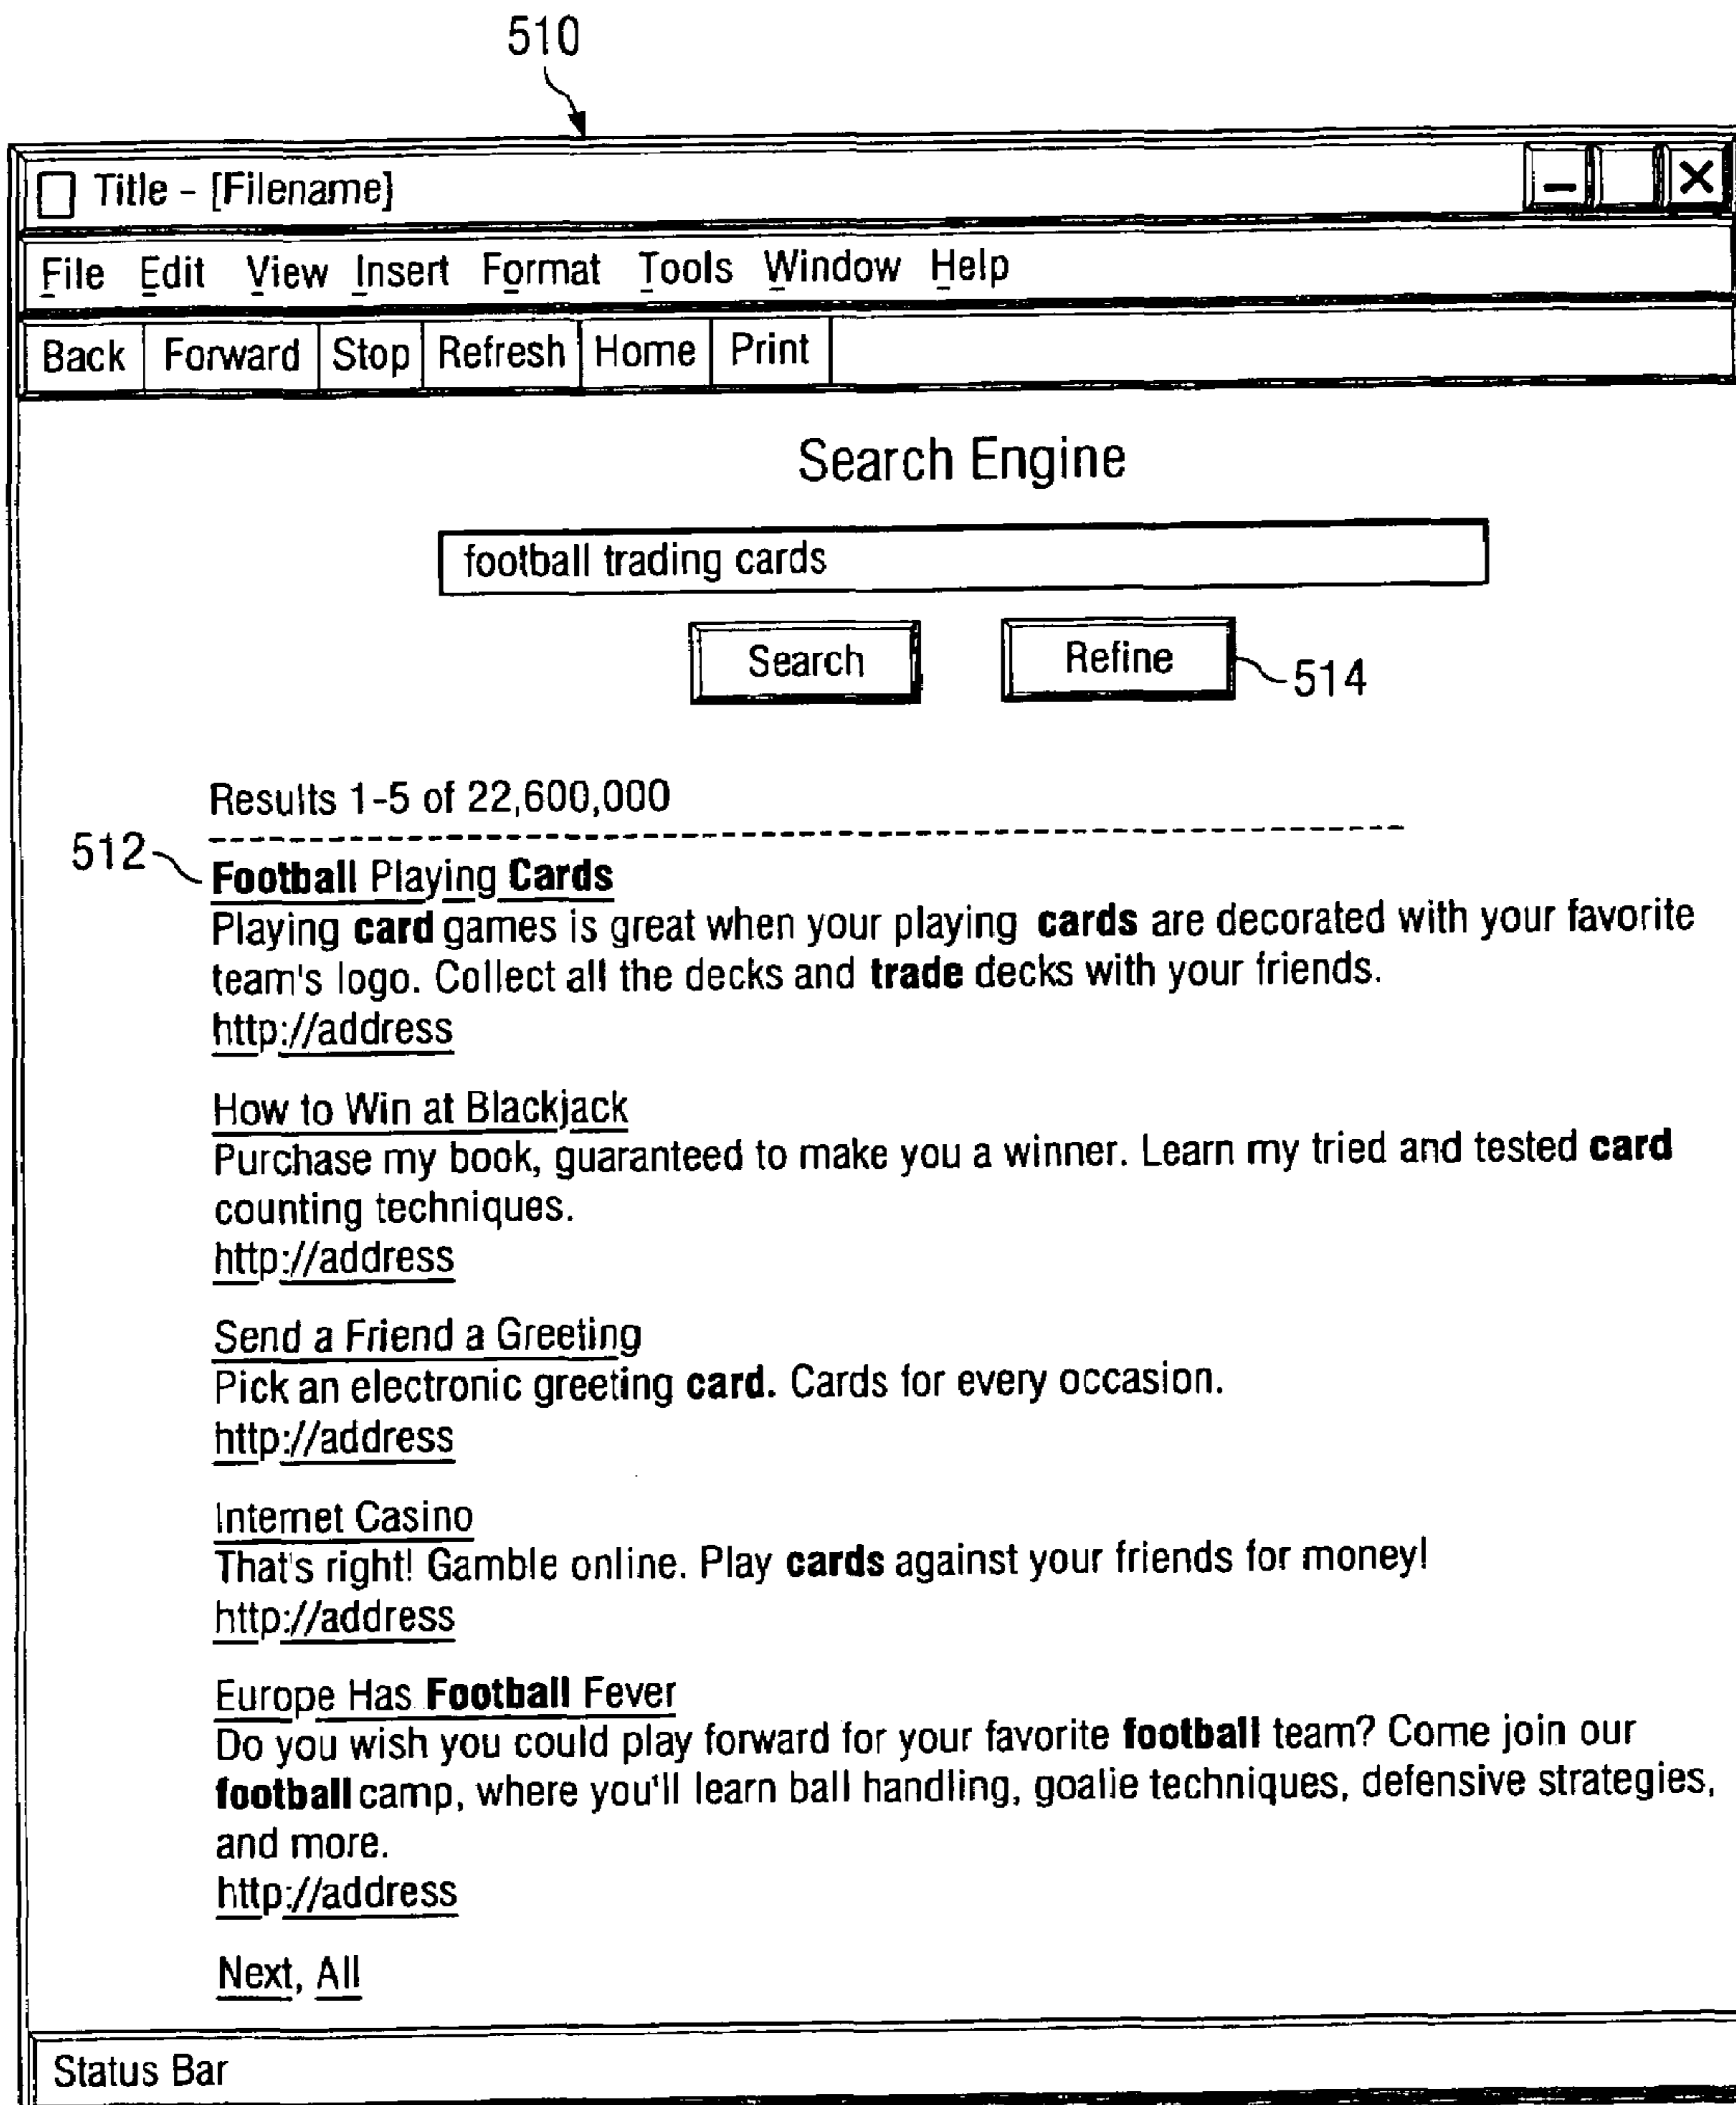 510
Title - [Filename]
File Edit View Insert Format Tools Window Help
Back Forward Stop Refresh Home Print
Search Engine
football trading cards
Search Refine 514
Results 1-5 of 22,600,000
512
Football Playing Cards
Playing card games is great when your playing cards are decorated with your favorite
team's logo. Collect all the decks and trade decks with your friends.
http://address
How to Win at Blackjack
Purchase my book, guaranteed to make you a winner. Learn my tried and tested card
counting techniques.
http://address
Send a Friend a Greeting
Pick an electronic greeting card. Cards for every occasion.
http://address
Internet Casino
That's right! Gamble online. Play cards against your friends for money!
http://address
Europe Has Football Fever
Do you wish you could play forward for your favorite football team? Come join our
football camp, where you'll learn ball handling, goalie techniques, defensive strategies,
and more.
http://address
Next, All
Status Bar